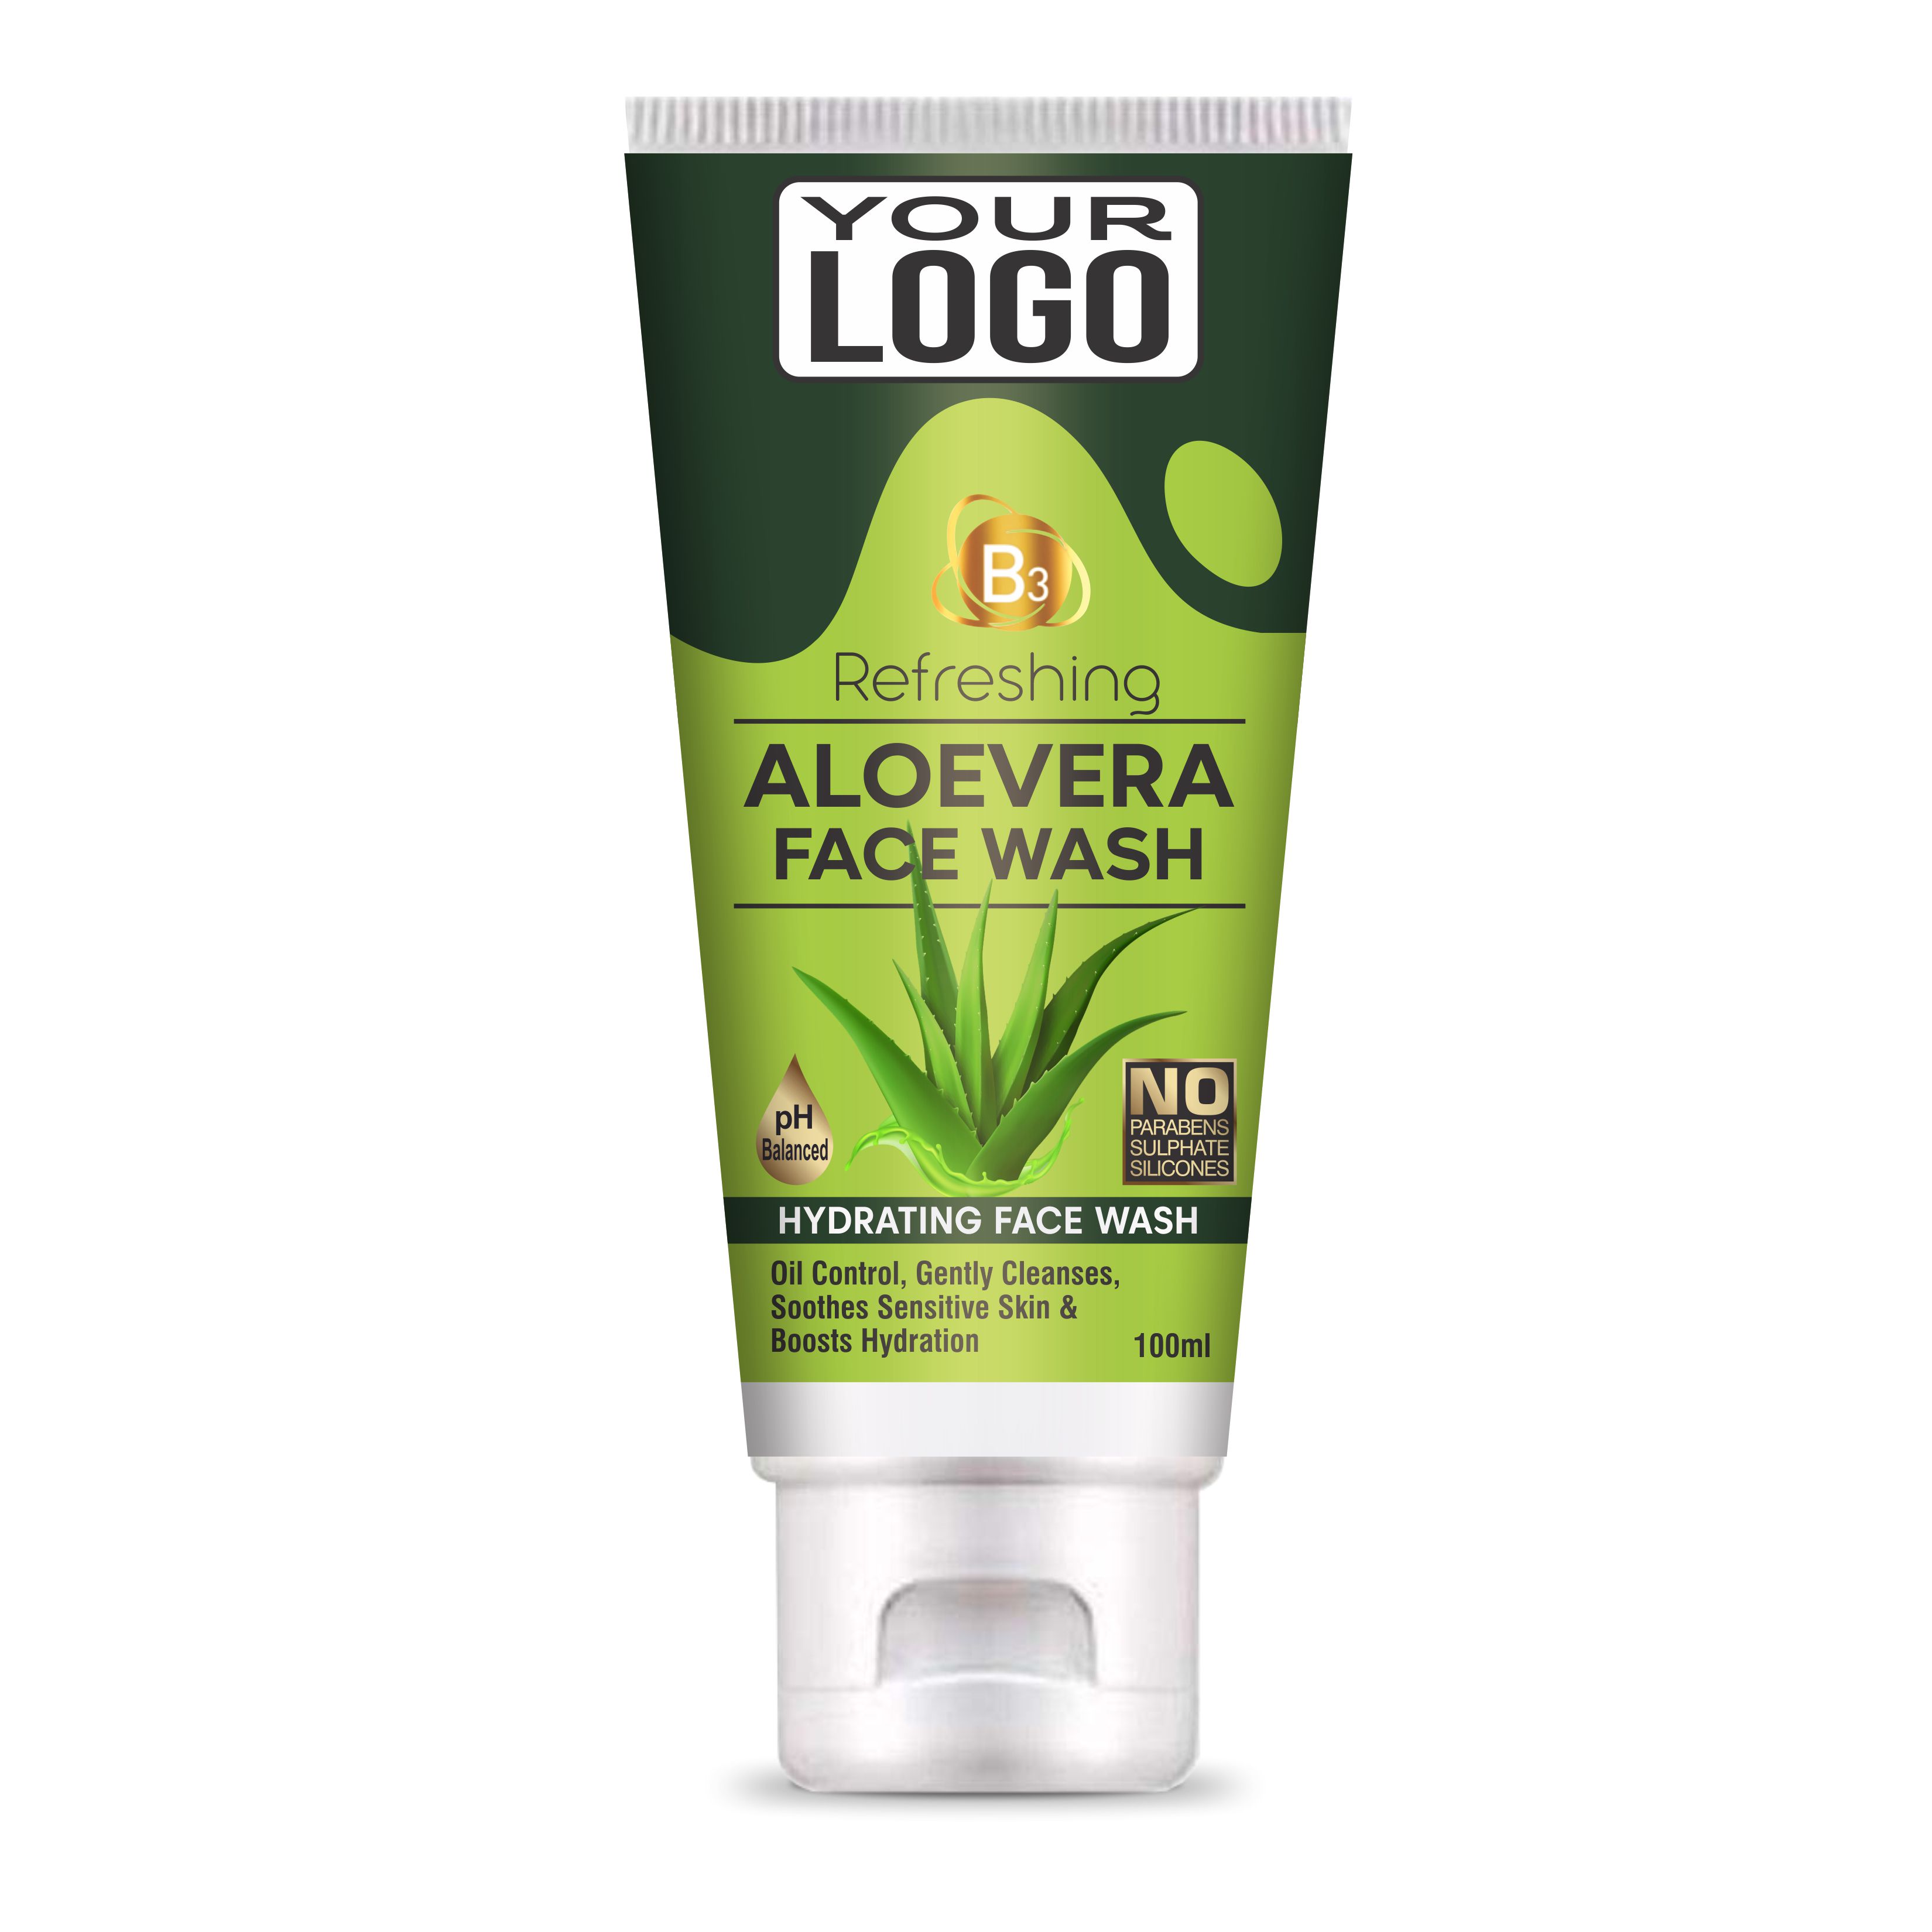 YOUR
LOGO
B3
Refreshing
ALOEVERA
FACE WASH
pH
Balanced
NO
PARABENS
SULPHATE
SILICONES
HYDRATING FACE WASH
Oil Control, Gently Cleanses,
Soothes Sensitive Skin &
Boosts Hydration
100ml